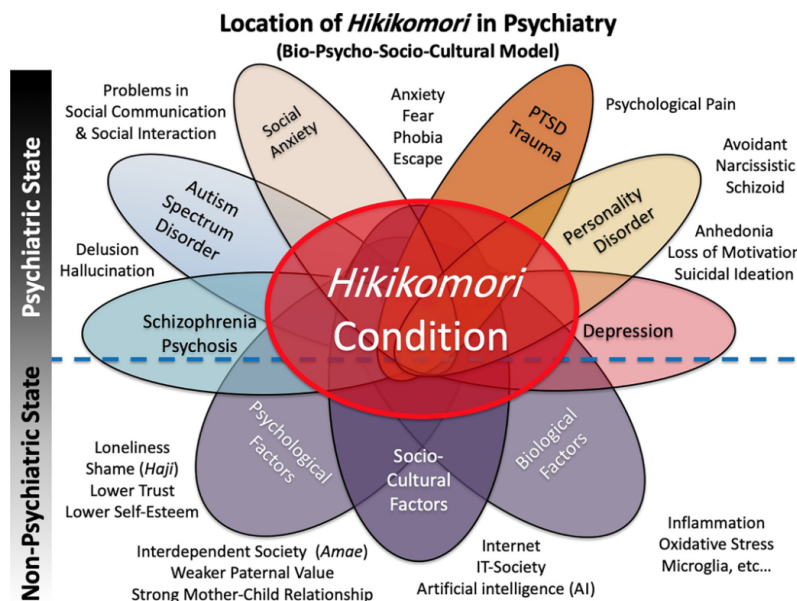 Location of Hikikomori in Psychiatry
(Bio-Psycho-Socio-Cultural Model)
Psychiatric State
Non-Psychiatric State
Problems in
Social Communication
& Social Interaction
Social
Anxiety
Anxiety
Fear
Phobia
Escape
PTSD
Trauma
Psychological Pain
Autism
Spectrum
Disorder
Personality
Disorder
Avoidant
Narcissistic
Schizoid
Delusion
Hallucination
Anhedonia
Loss of Motivation
Suicidal Ideation
Schizophrenia
Psychosis
Hikikomori
Condition
Depression
Psychological
Factors
Socio-
Cultural
Factors
Biological
Factors
Loneliness
Shame (Haji)
Lower Trust
Lower Self-Esteem
Interdependent Society (Amae)
Weaker Paternal Value
Strong Mother-Child Relationship
Internet
IT-Society
Artificial intelligence (AI)
Inflammation
Oxidative Stress
Microglia, etc...